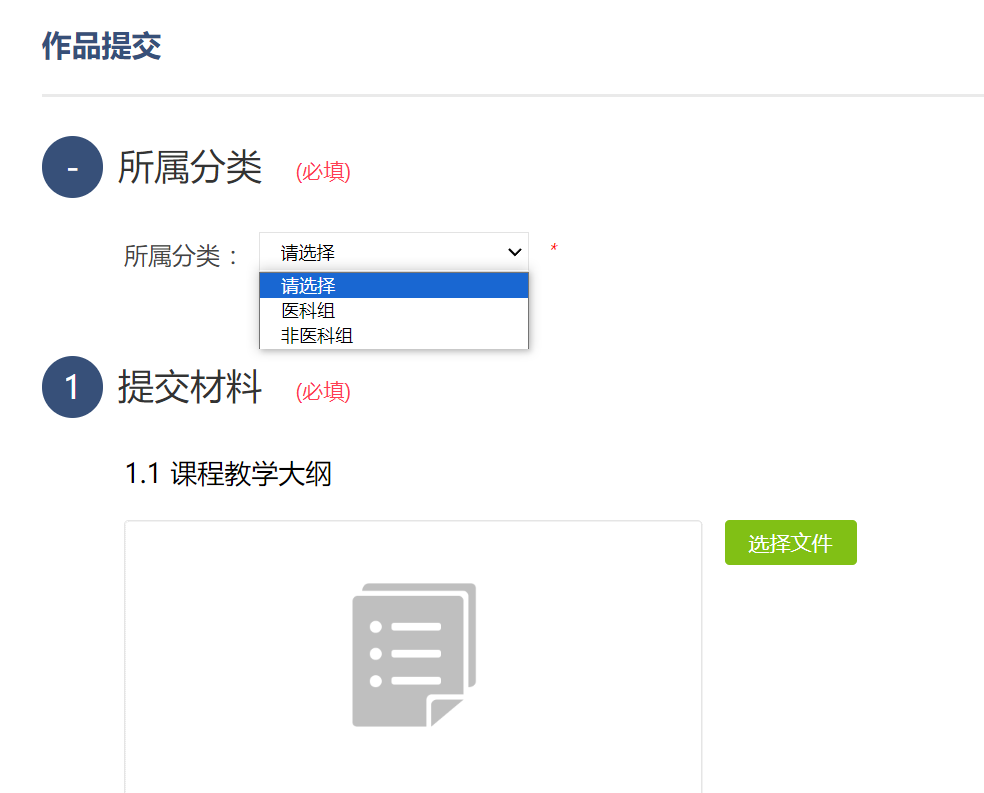 作品提交
- 所属分类 (必填)
所属分类： 请选择 *
请选择
医科组
非医科组
1 提交材料 (必填)
1.1 课程教学大纲
选择文件